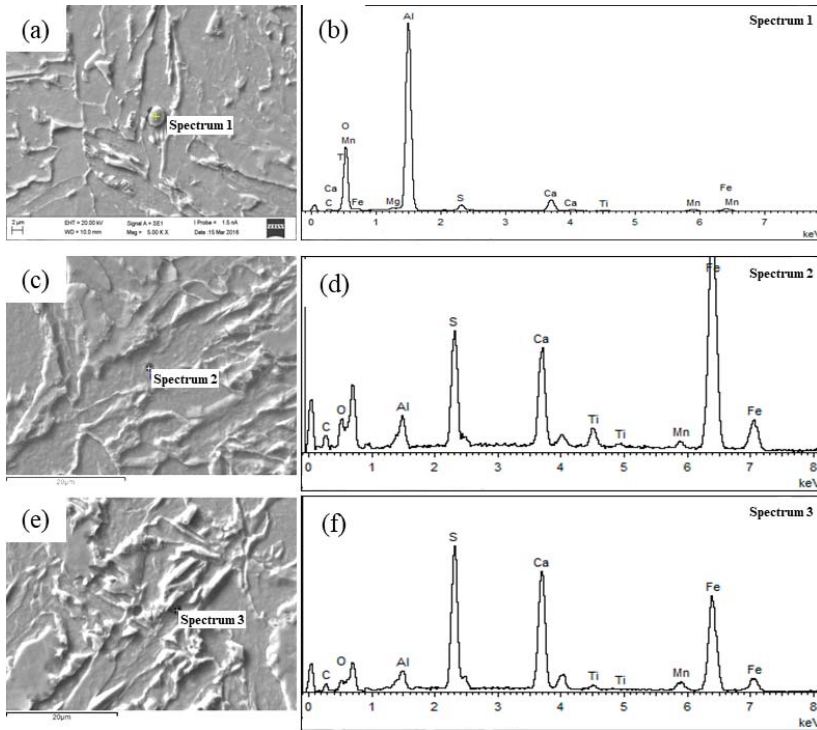 (a)
Spectrum 1
2 µm
EHT = 20.00 kV
WD = 10.0 mm
Signal A = SE1
Mag = 5.00 K X
I Probe = 1.5 nA
Date :15 Mar 2016
ZEISS
(b)
Spectrum 1
Al
O
Mn
T
Ca
C
Fe
Mg
S
Ca
Ca
Ti
Mn
Fe
Mn
0 1 2 3 4 5 6 7 8
keV
(c)
Spectrum 2
20µm
(d)
Spectrum 2
C
O
Al
S
Ca
Ti
Ti
Mn
Fe
Fe
0 1 2 3 4 5 6 7 8
keV
(e)
Spectrum 3
20µm
(f)
Spectrum 3
C
O
Al
S
Ca
Ti
Ti
Mn
Fe
Fe
0 1 2 3 4 5 6 7 8
keV